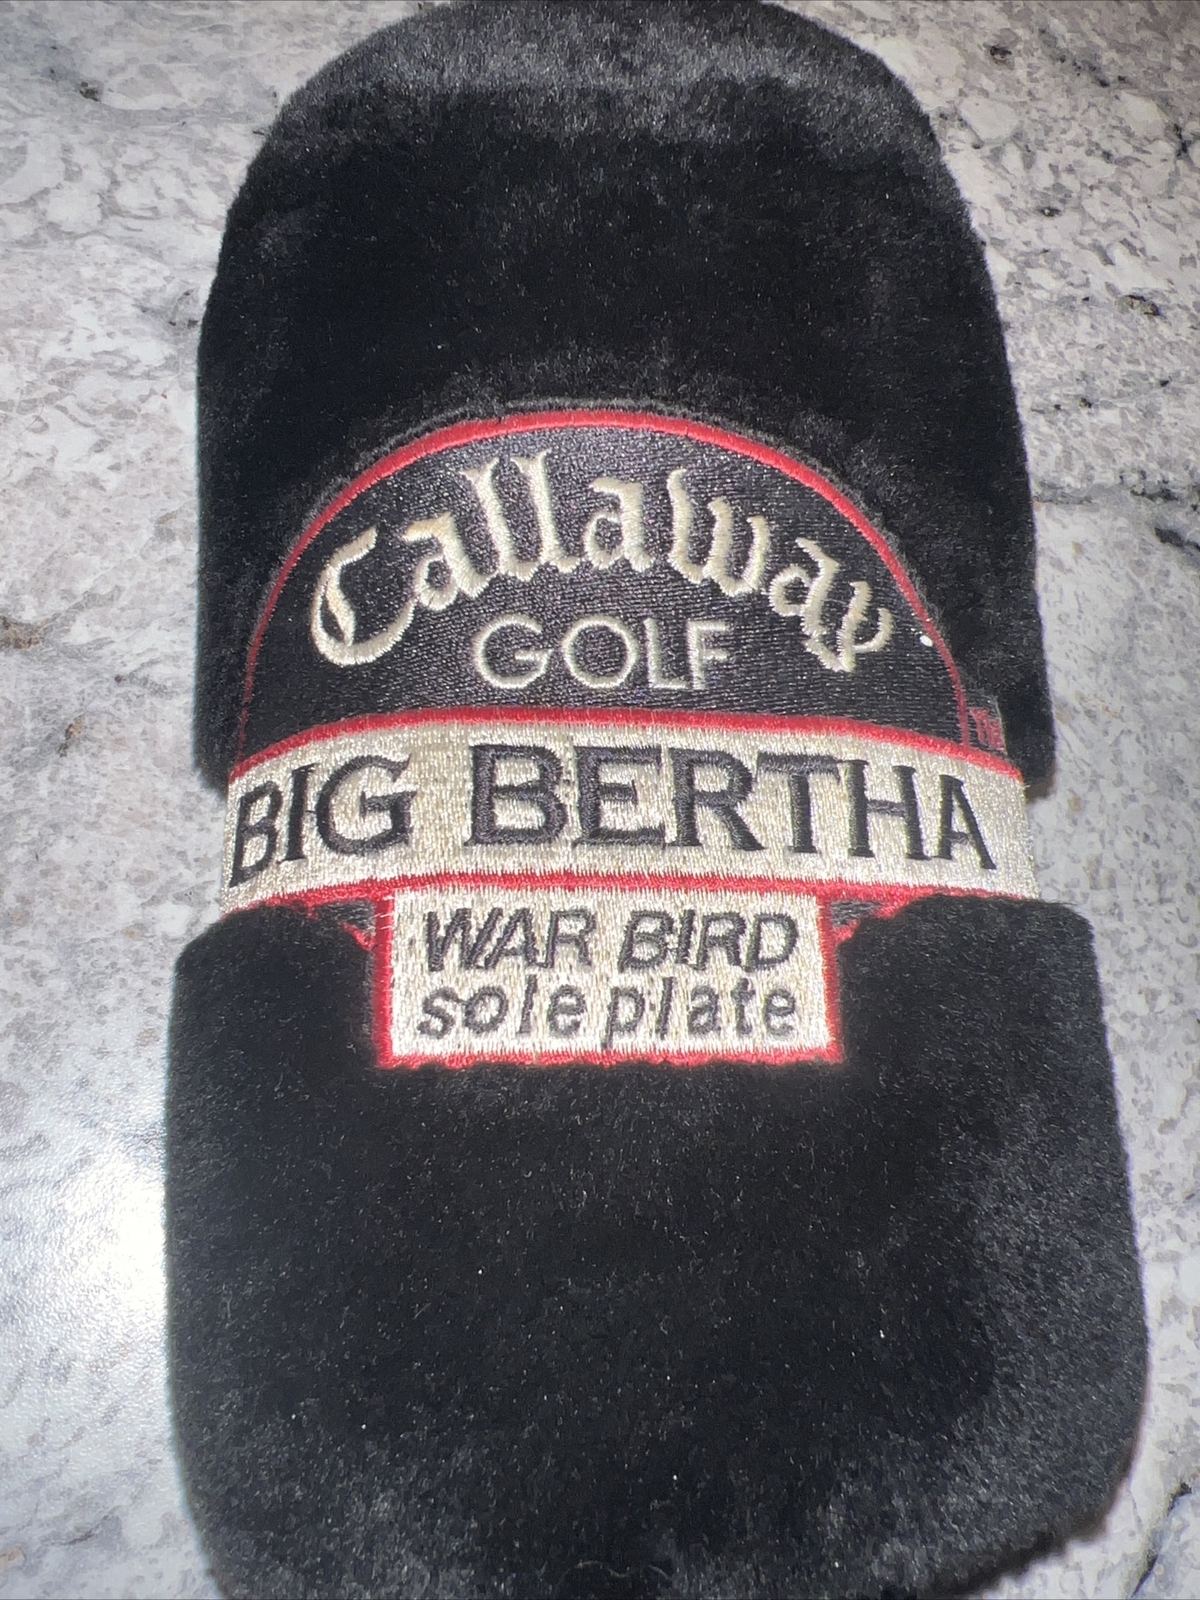 Callaway
GOLF
BIG BERTHA
WAR BIRD
sole plate